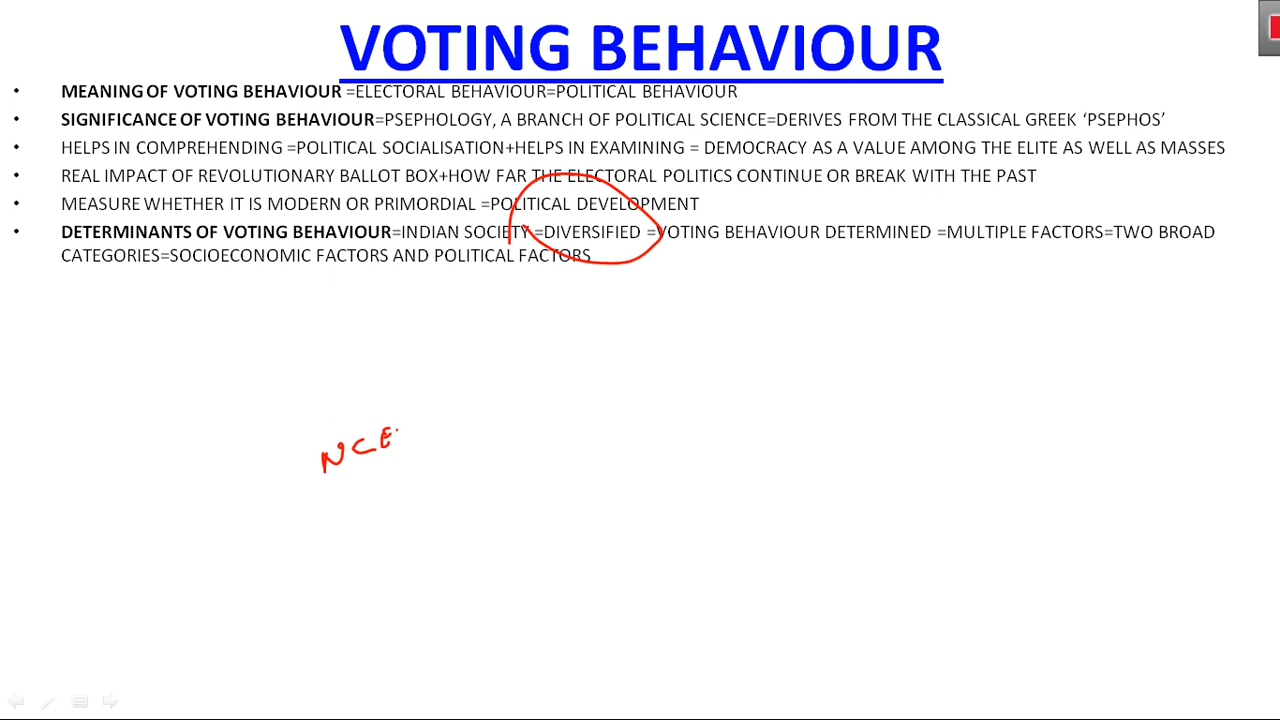 VOTING BEHAVIOUR
• MEANING OF VOTING BEHAVIOUR =ELECTORAL BEHAVIOUR=POLITICAL BEHAVIOUR
• SIGNIFICANCE OF VOTING BEHAVIOUR=PSEPHOLOGY, A BRANCH OF POLITICAL SCIENCE=DERIVES FROM THE CLASSICAL GREEK ‘PSEPHOS’
• HELPS IN COMPREHENDING =POLITICAL SOCIALISATION+HELPS IN EXAMINING = DEMOCRACY AS A VALUE AMONG THE ELITE AS WELL AS MASSES
• REAL IMPACT OF REVOLUTIONARY BALLOT BOX+HOW FAR THE ELECTORAL POLITICS CONTINUE OR BREAK WITH THE PAST
• MEASURE WHETHER IT IS MODERN OR PRIMORDIAL =POLITICAL DEVELOPMENT
• DETERMINANTS OF VOTING BEHAVIOUR=INDIAN SOCIETY =DIVERSIFIED =VOTING BEHAVIOUR DETERMINED =MULTIPLE FACTORS=TWO BROAD
CATEGORIES=SOCIOECONOMIC FACTORS AND POLITICAL FACTORS
NCE